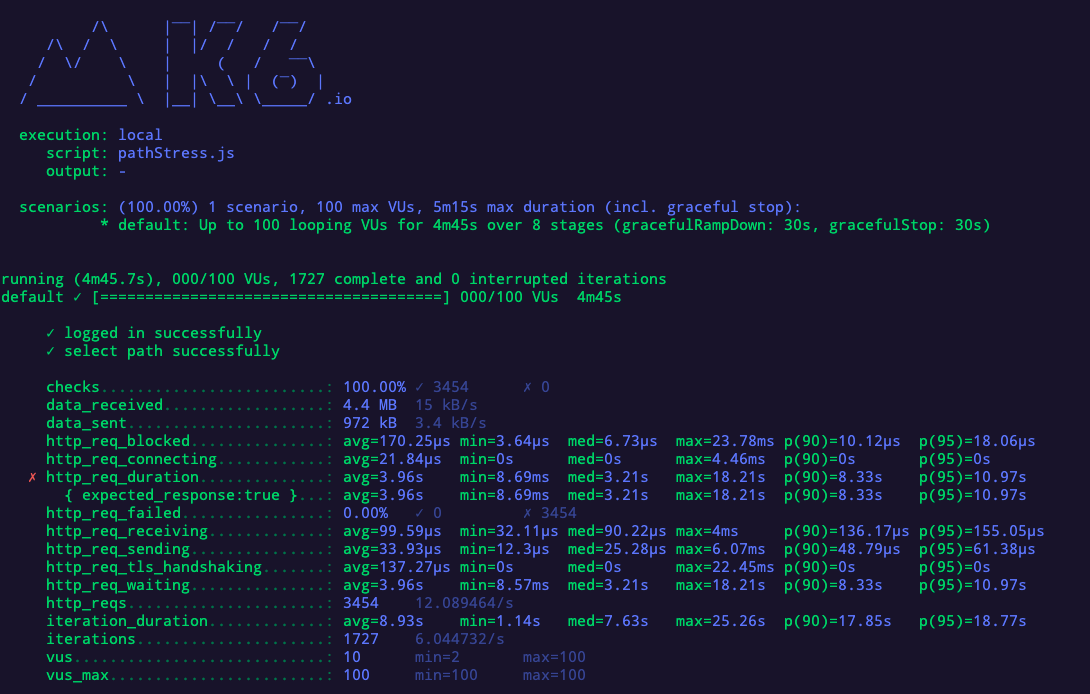 /\      |‾‾| /‾‾/   /‾‾/
     /\  /  \     |  |/  /   /  /
    /  \/    \    |     (   /   ‾‾\
   /          \   |  |\  \ |  (‾)  |
  / __________ \  |__| \__\ \_____/ .io
  execution: local
     script: pathStress.js
     output: -
  scenarios: (100.00%) 1 scenario, 100 max VUs, 5m15s max duration (incl. graceful stop):
           * default: Up to 100 looping VUs for 4m45s over 8 stages (gracefulRampDown: 30s, gracefulStop: 30s)
running (4m45.7s), 000/100 VUs, 1727 complete and 0 interrupted iterations
default ✓ [======================================] 000/100 VUs  4m45s
     ✓ logged in successfully
     ✓ select path successfully
     checks.........................: 100.00% ✓ 3454      ✗ 0
     data_received..................: 4.4 MB  15 kB/s
     data_sent......................: 972 kB  3.4 kB/s
     http_req_blocked...............: avg=170.25µs min=3.64µs  med=6.73µs  max=23.78ms p(90)=10.12µs  p(95)=18.06µs
     http_req_connecting............: avg=21.84µs  min=0s      med=0s      max=4.46ms  p(90)=0s       p(95)=0s
   ✗ http_req_duration..............: avg=3.96s    min=8.69ms  med=3.21s   max=18.21s  p(90)=8.33s    p(95)=10.97s
       { expected_response:true }...: avg=3.96s    min=8.69ms  med=3.21s   max=18.21s  p(90)=8.33s    p(95)=10.97s
     http_req_failed................: 0.00%   ✓ 0         ✗ 3454
     http_req_receiving.............: avg=99.59µs  min=32.11µs med=90.22µs max=4ms     p(90)=136.17µs p(95)=155.05µs
     http_req_sending...............: avg=33.93µs  min=12.3µs  med=25.28µs max=6.07ms  p(90)=48.79µs  p(95)=61.38µs
     http_req_tls_handshaking.......: avg=137.27µs min=0s      med=0s      max=22.45ms p(90)=0s       p(95)=0s
     http_req_waiting...............: avg=3.96s    min=8.57ms  med=3.21s   max=18.21s  p(90)=8.33s    p(95)=10.97s
     http_reqs......................: 3454    12.089464/s
     iteration_duration.............: avg=8.93s    min=1.14s   med=7.63s   max=25.26s  p(90)=17.85s   p(95)=18.77s
     iterations.....................: 1727    6.044732/s
     vus............................: 10      min=2       max=100
     vus_max........................: 100     min=100     max=100